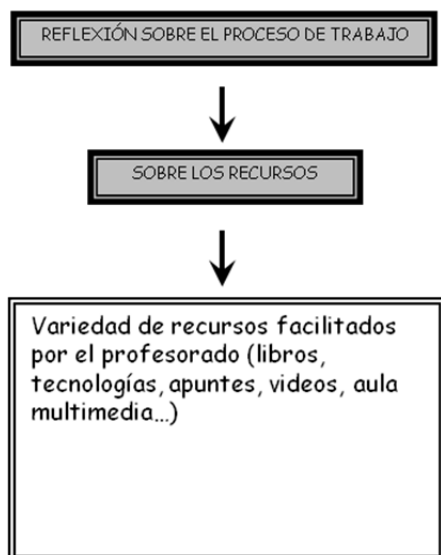 REFLEXIÓN SOBRE EL PROCESO DE TRABAJO
SOBRE LOS RECURSOS
Variedad de recursos facilitados
por el profesorado (libros,
tecnologías, apuntes, videos, aula
multimedia...)